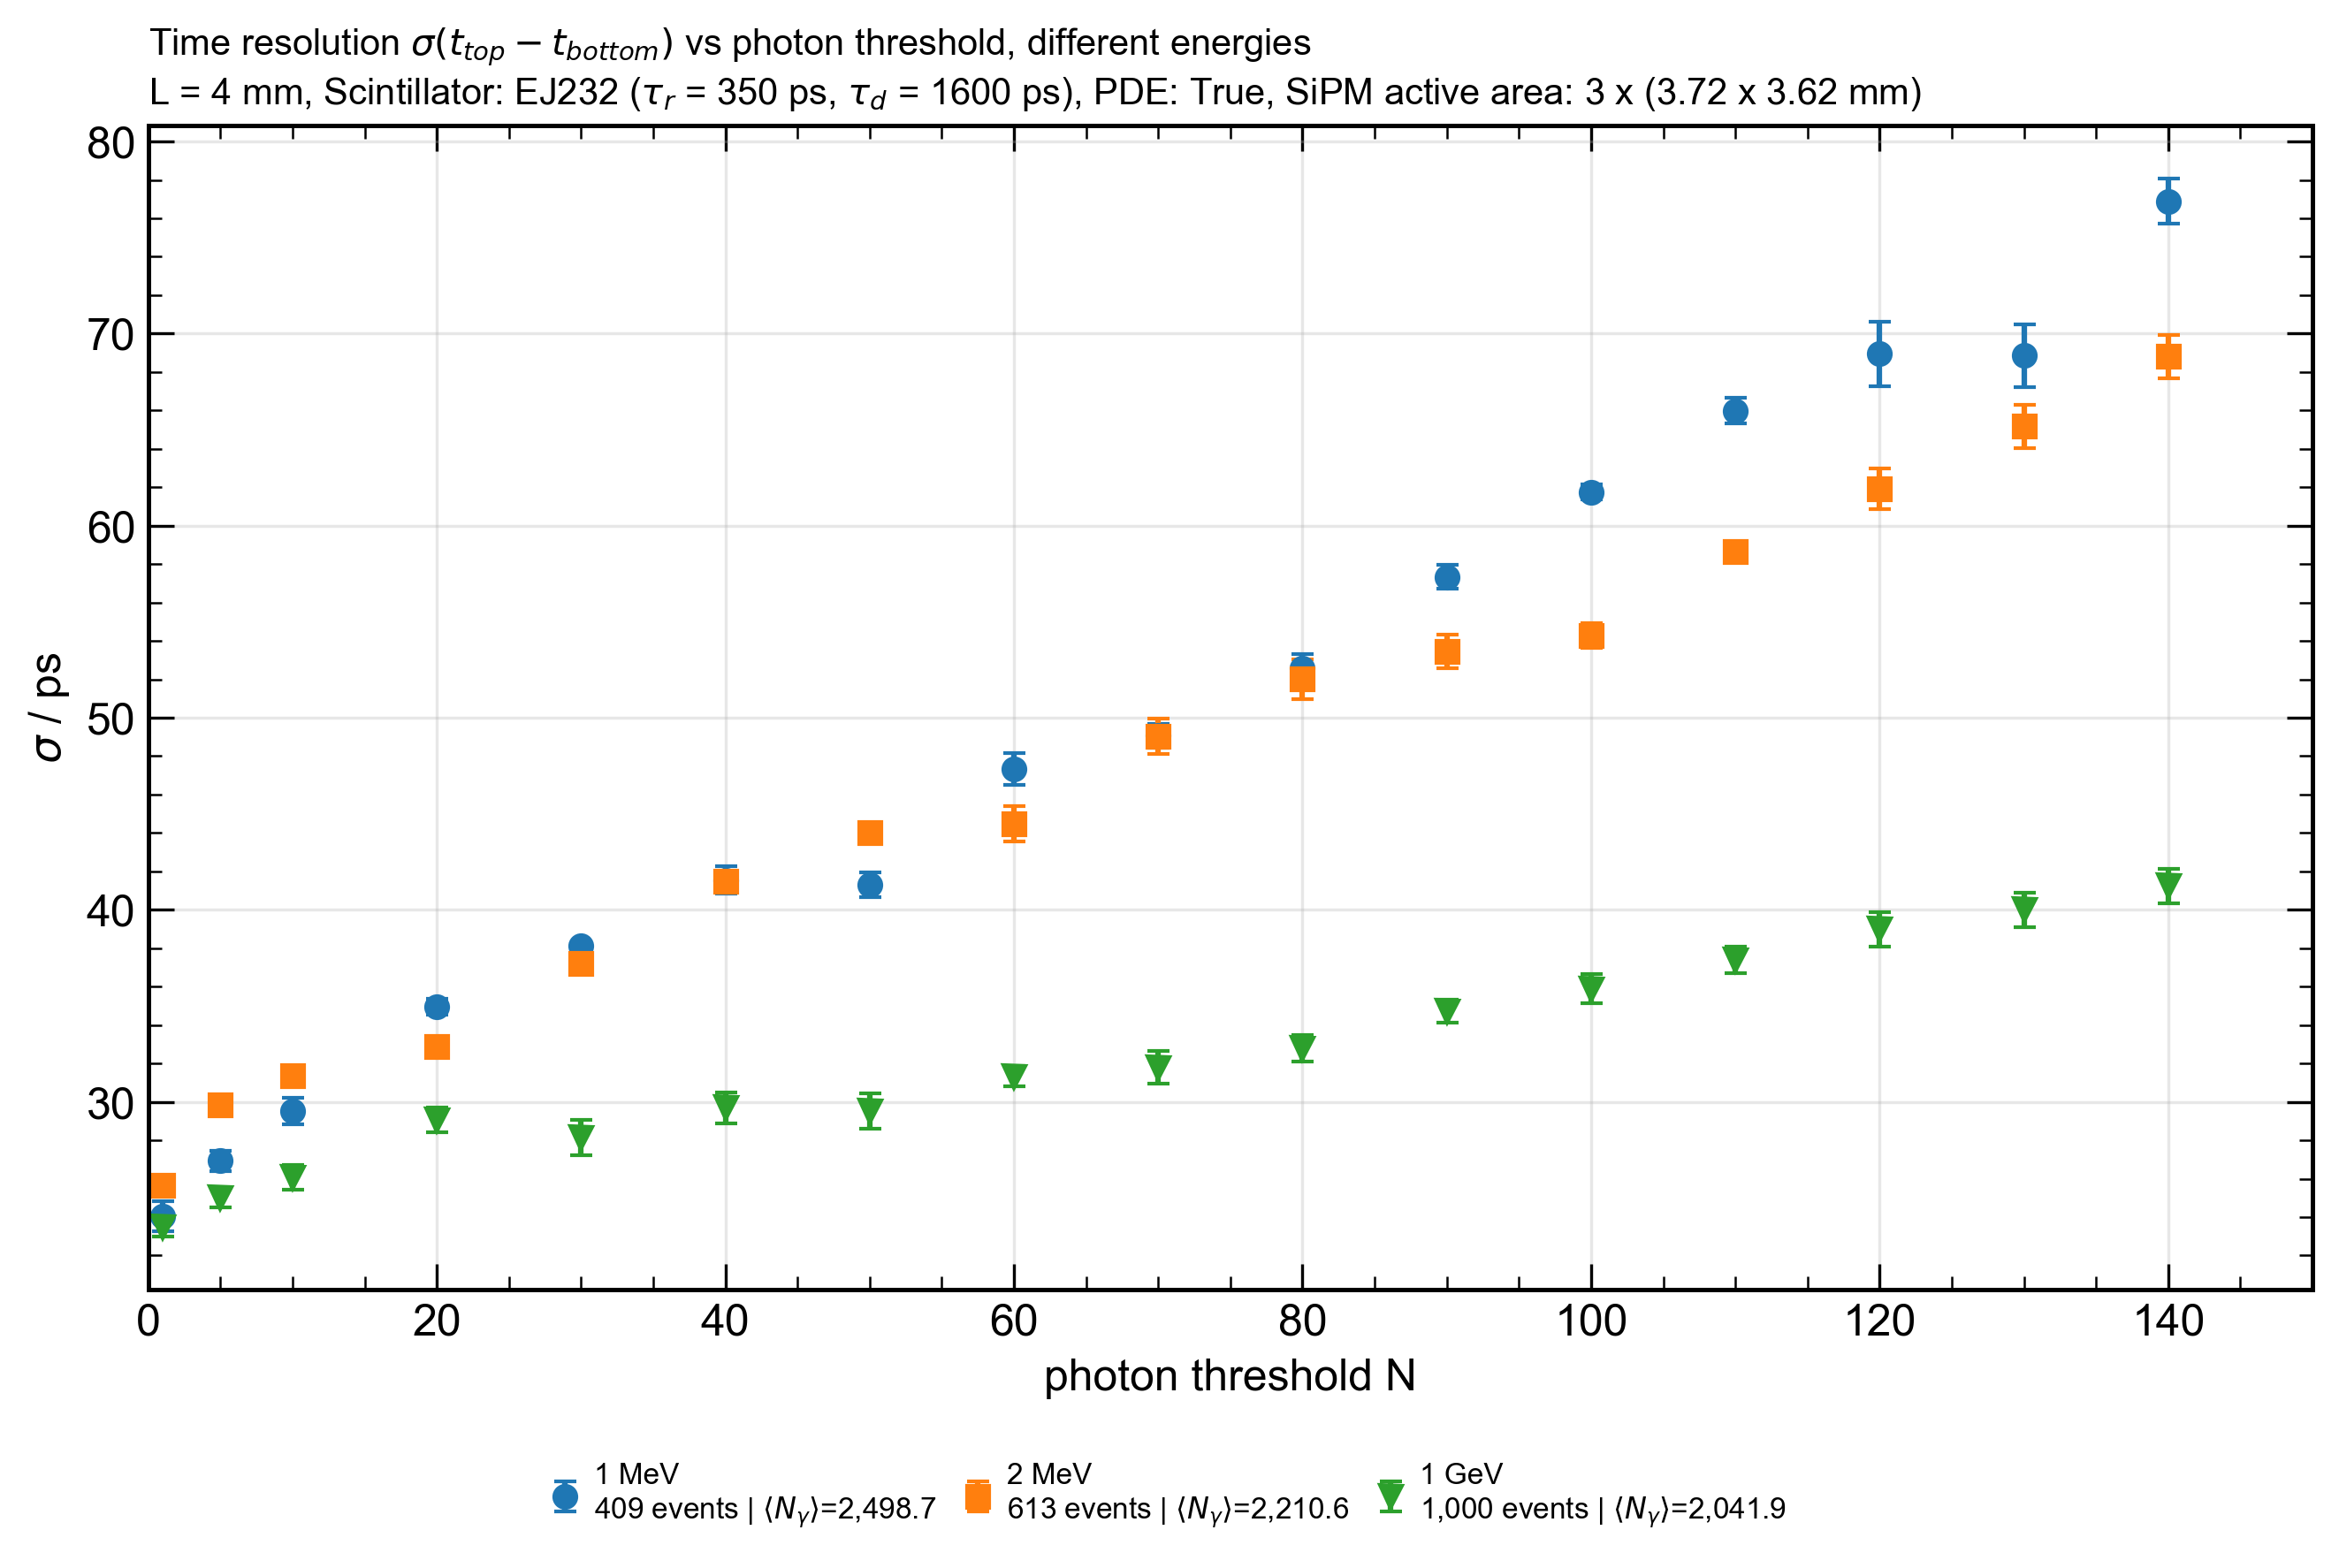 Time resolution σ(t_top − t_bottom) vs photon threshold, different energies
L = 4 mm, Scintillator: EJ232 (τ_r = 350 ps, τ_d = 1600 ps), PDE: True, SiPM active area: 3 x (3.72 x 3.62 mm)
80
70
60
50
40
30
σ / ps
0 20 40 60 80 100 120 140
photon threshold N
1 MeV
409 events | ⟨N_γ⟩=2,498.7
2 MeV
613 events | ⟨N_γ⟩=2,210.6
1 GeV
1,000 events | ⟨N_γ⟩=2,041.9